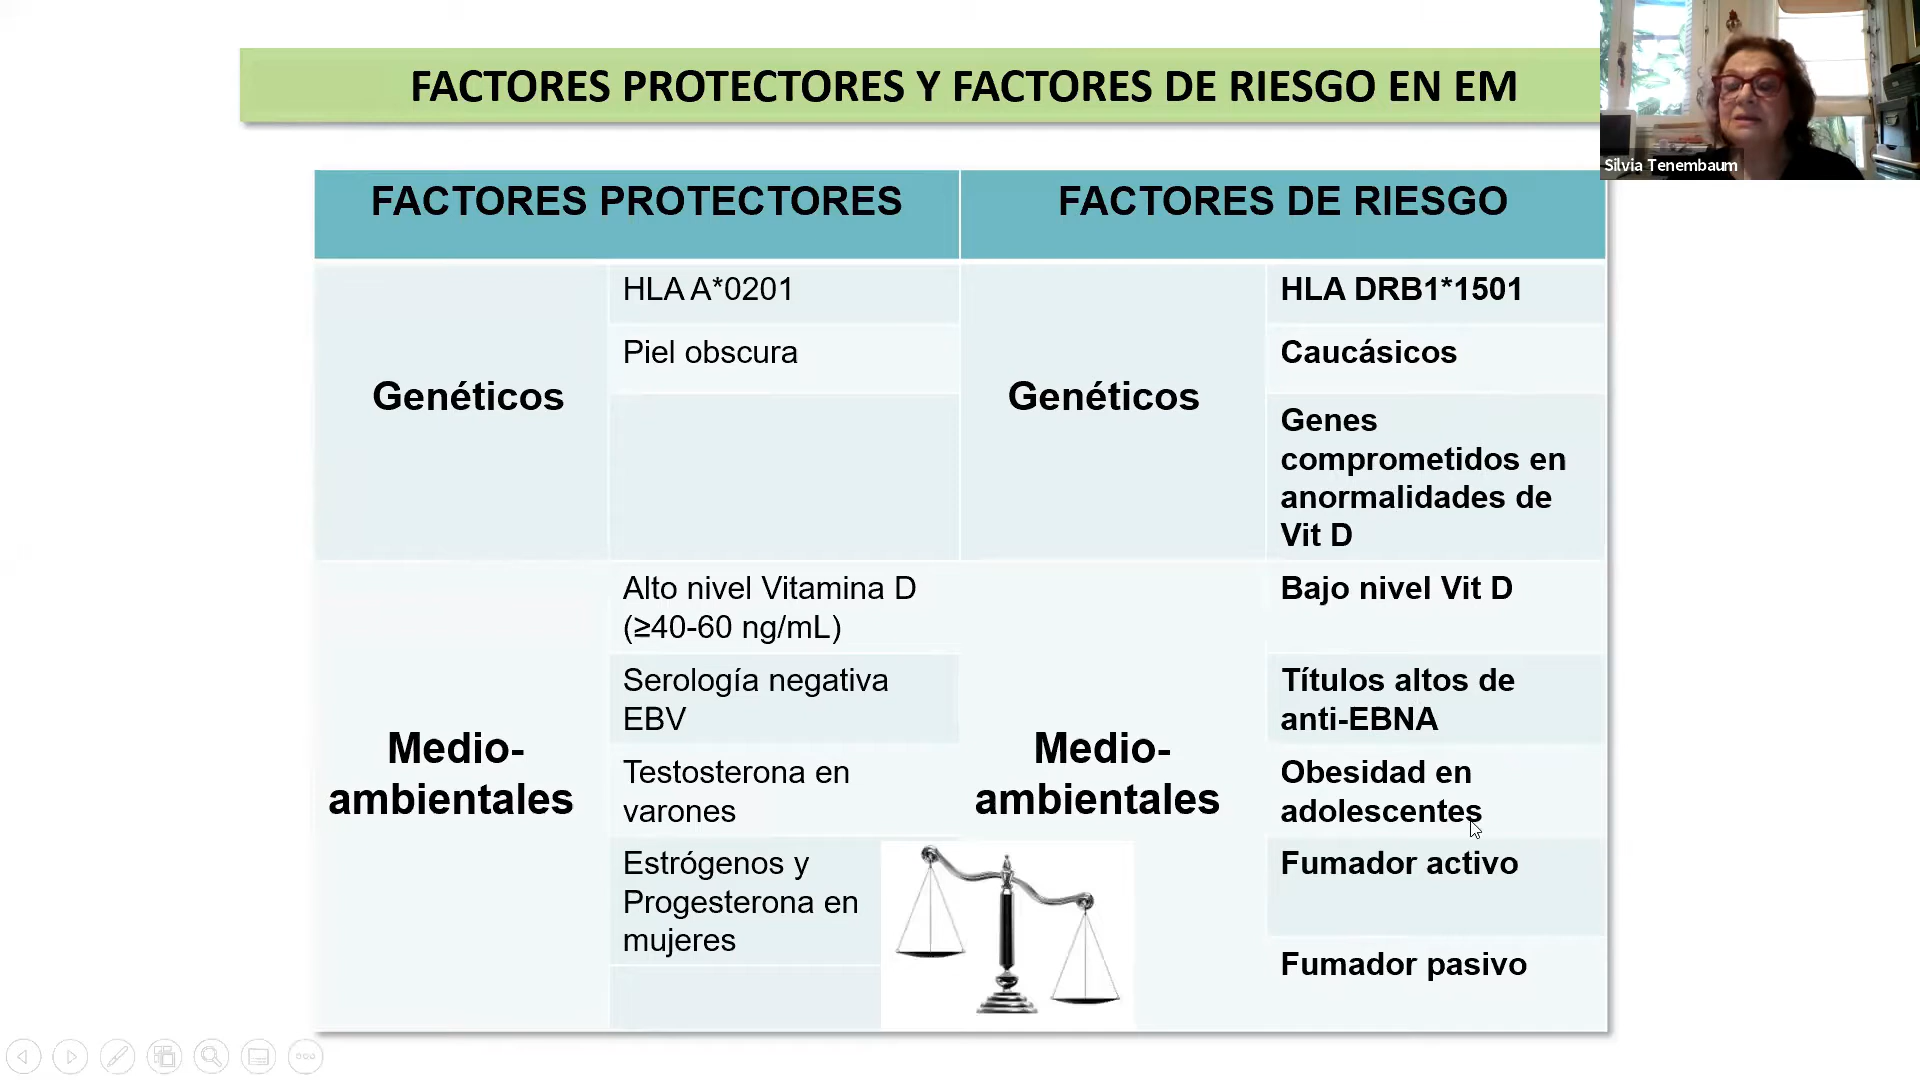 FACTORES PROTECTORES Y FACTORES DE RIESGO EN EM
Silvia Tenembaum
FACTORES PROTECTORES
FACTORES DE RIESGO
Genéticos
HLA A*0201
Piel obscura
Genéticos
HLA DRB1*1501
Caucásicos
Genes
comprometidos en
anormalidades de
Vit D
Medio-
ambientales
Alto nivel Vitamina D
(≥40-60 ng/mL)
Serología negativa
EBV
Testosterona en
varones
Estrógenos y
Progesterona en
mujeres
Medio-
ambientales
Bajo nivel Vit D
Títulos altos de
anti-EBNA
Obesidad en
adolescentes
Fumador activo
Fumador pasivo